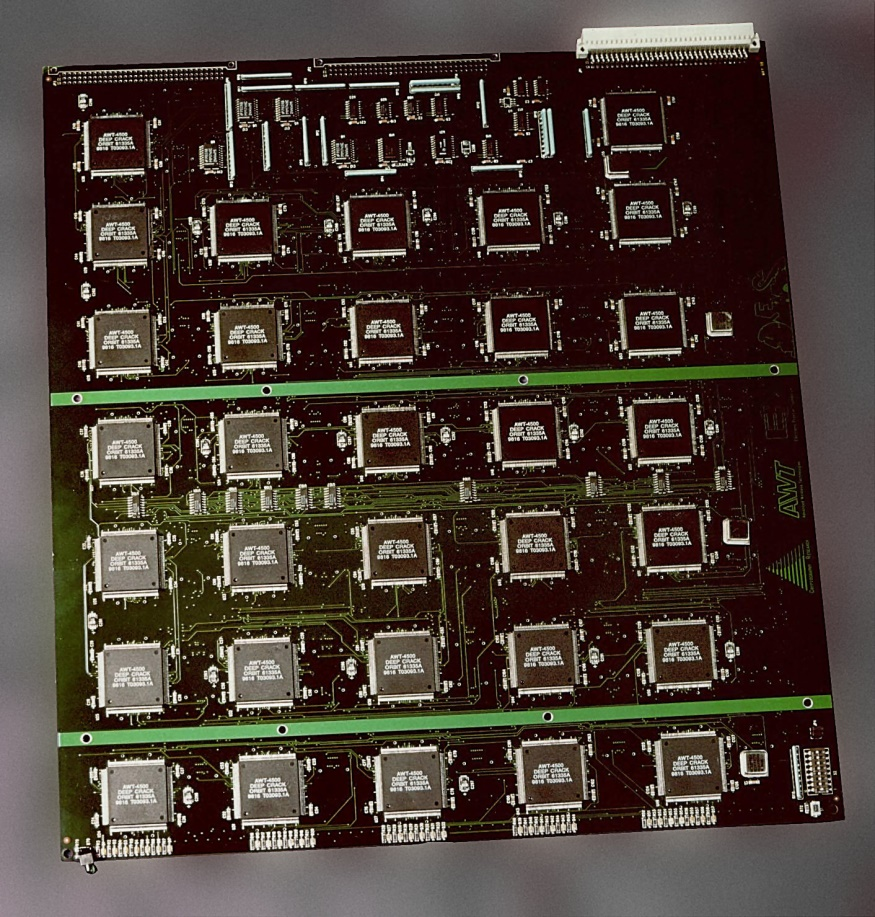 AWT-4500
DEEP CRACK
ORBIT 61335A
9816 T03093.1A
AWT-4500
DEEP CRACK
ORBIT 61335A
9816 T03093.1A
AWT-4500
DEEP CRACK
ORBIT 61335A
9816 T03093.1A
AWT-4500
DEEP CRACK
ORBIT 61335A
9816 T03093.1A
AWT-4500
DEEP CRACK
ORBIT 61335A
9816 T03093.1A
AWT-4500
DEEP CRACK
ORBIT 61335A
9816 T03093.1A
AWT-4500
DEEP CRACK
ORBIT 61335A
9816 T03093.1A
AWT-4500
DEEP CRACK
ORBIT 61335A
9816 T03093.1A
AWT-4500
DEEP CRACK
ORBIT 61335A
9816 T03093.1A
AWT-4500
DEEP CRACK
ORBIT 61335A
9816 T03093.1A
AWT-4500
DEEP CRACK
ORBIT 61335A
9816 T03093.1A
AWT-4500
DEEP CRACK
ORBIT 61335A
9816 T03093.1A
AWT-4500
DEEP CRACK
ORBIT 61335A
9816 T03093.1A
AWT-4500
DEEP CRACK
ORBIT 61335A
9816 T03093.1A
AWT-4500
DEEP CRACK
ORBIT 61335A
9816 T03093.1A
AWT-4500
DEEP CRACK
ORBIT 61335A
9816 T03093.1A
AWT-4500
DEEP CRACK
ORBIT 61335A
9816 T03093.1A
AWT-4500
DEEP CRACK
ORBIT 61335A
9816 T03093.1A
AWT-4500
DEEP CRACK
ORBIT 61335A
9816 T03093.1A
AWT-4500
DEEP CRACK
ORBIT 61335A
9816 T03093.1A
AWT-4500
DEEP CRACK
ORBIT 61335A
9816 T03093.1A
AWT-4500
DEEP CRACK
ORBIT 61335A
9816 T03093.1A
AWT-4500
DEEP CRACK
ORBIT 61335A
9816 T03093.1A
AWT-4500
DEEP CRACK
ORBIT 61335A
9816 T03093.1A
AWT-4500
DEEP CRACK
ORBIT 61335A
9816 T03093.1A
AWT-4500
DEEP CRACK
ORBIT 61335A
9816 T03093.1A
AWT-4500
DEEP CRACK
ORBIT 61335A
9816 T03093.1A
AWT-4500
DEEP CRACK
ORBIT 61335A
9816 T03093.1A
AWT-4500
DEEP CRACK
ORBIT 61335A
9816 T03093.1A
AWT-4500
DEEP CRACK
ORBIT 61335A
9816 T03093.1A
AWT-4500
DEEP CRACK
ORBIT 61335A
9816 T03093.1A
AWT-4500
DEEP CRACK
ORBIT 61335A
9816 T03093.1A
AWT